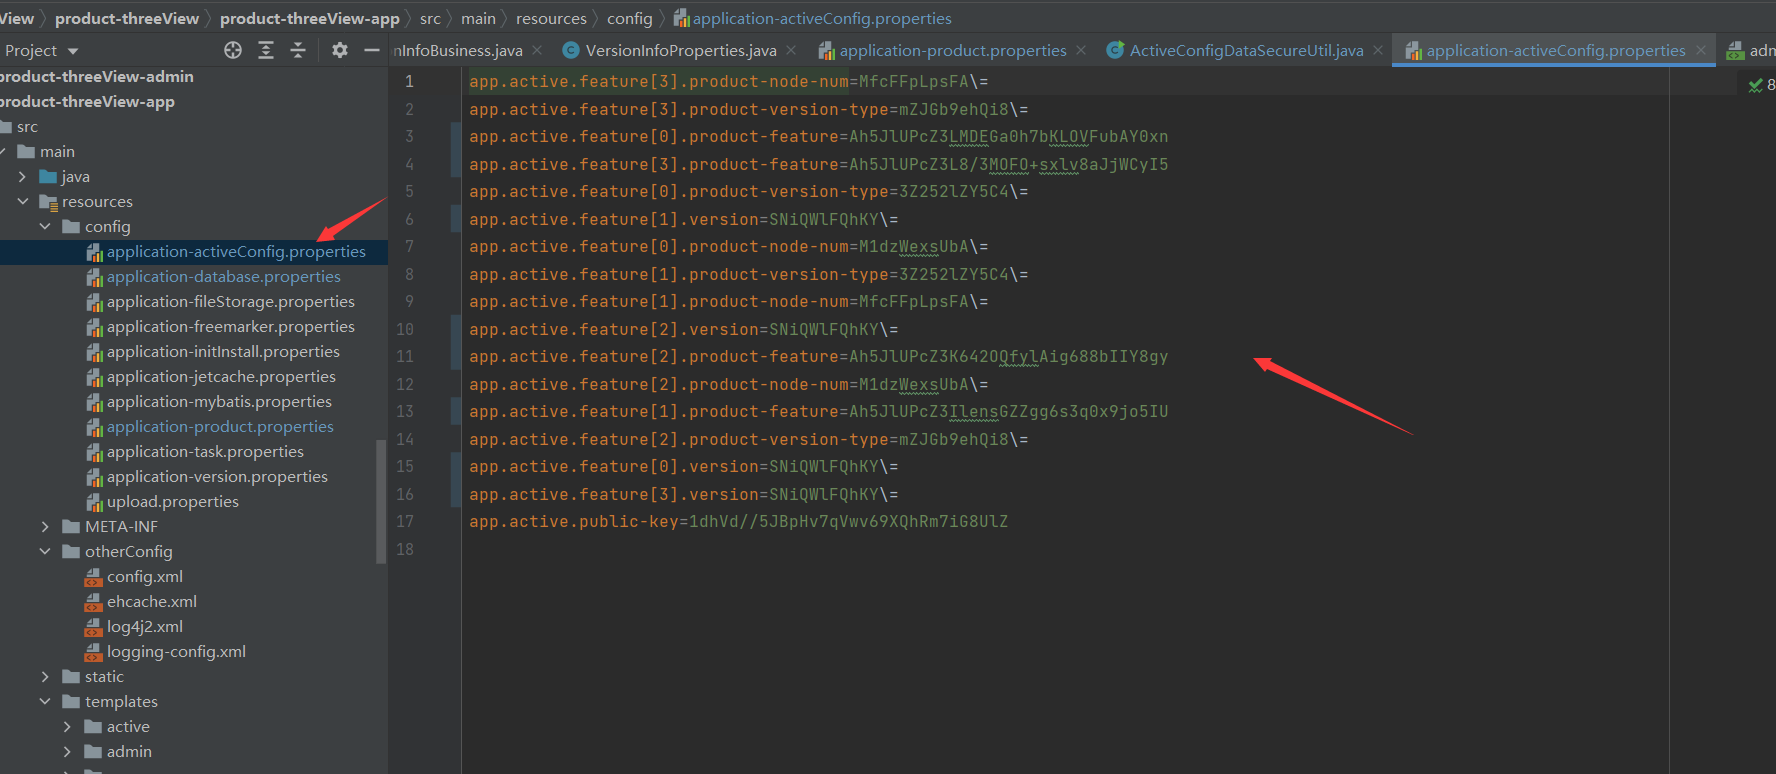 View 〉 product-threeView 〉 product-threeView-app 〉 src 〉 main 〉 resources 〉 config 〉 application-activeConfig.properties
Project
nInfoBusiness.java × VersionInfoProperties.java × application-product.properties × ActiveConfigDataSecureUtil.java × application-activeConfig.properties ×
product-threeView-admin
product-threeView-app
src
main
java
resources
config
application-activeConfig.properties
application-database.properties
application-fileStorage.properties
application-freemarker.properties
application-initInstall.properties
application-jetcache.properties
application-mybatis.properties
application-product.properties
application-task.properties
application-version.properties
upload.properties
META-INF
otherConfig
config.xml
ehcache.xml
log4j2.xml
logging-config.xml
static
templates
active
admin
1 app.active.feature[3].product-node-num=MfcFFpLpsFA\=
2 app.active.feature[3].product-version-type=mZJGb9ehQi8\=
3 app.active.feature[0].product-feature=Ah5JlUPcZ3LMDEGa0h7bKLOVFubAY0xn
4 app.active.feature[3].product-feature=Ah5JlUPcZ3L8/3MOFO+sxlv8aJjWCyI5
5 app.active.feature[0].product-version-type=3Z252lZY5C4\=
6 app.active.feature[1].version=SNiQWlFQhKY\=
7 app.active.feature[0].product-node-num=M1dzWexsUbA\=
8 app.active.feature[1].product-version-type=3Z252lZY5C4\=
9 app.active.feature[1].product-node-num=MfcFFpLpsFA\=
10 app.active.feature[2].version=SNiQWlFQhKY\=
11 app.active.feature[2].product-feature=Ah5JlUPcZ3K642OQfylAig688bIIY8gy
12 app.active.feature[2].product-node-num=M1dzWexsUbA\=
13 app.active.feature[1].product-feature=Ah5JlUPcZ3IlensGZZgg6s3q0x9jo5IU
14 app.active.feature[2].product-version-type=mZJGb9ehQi8\=
15 app.active.feature[0].version=SNiQWlFQhKY\=
16 app.active.feature[3].version=SNiQWlFQhKY\=
17 app.active.public-key=1dhVd//5JBpHv7qVwv69XQhRm7iG8UlZ
18
8